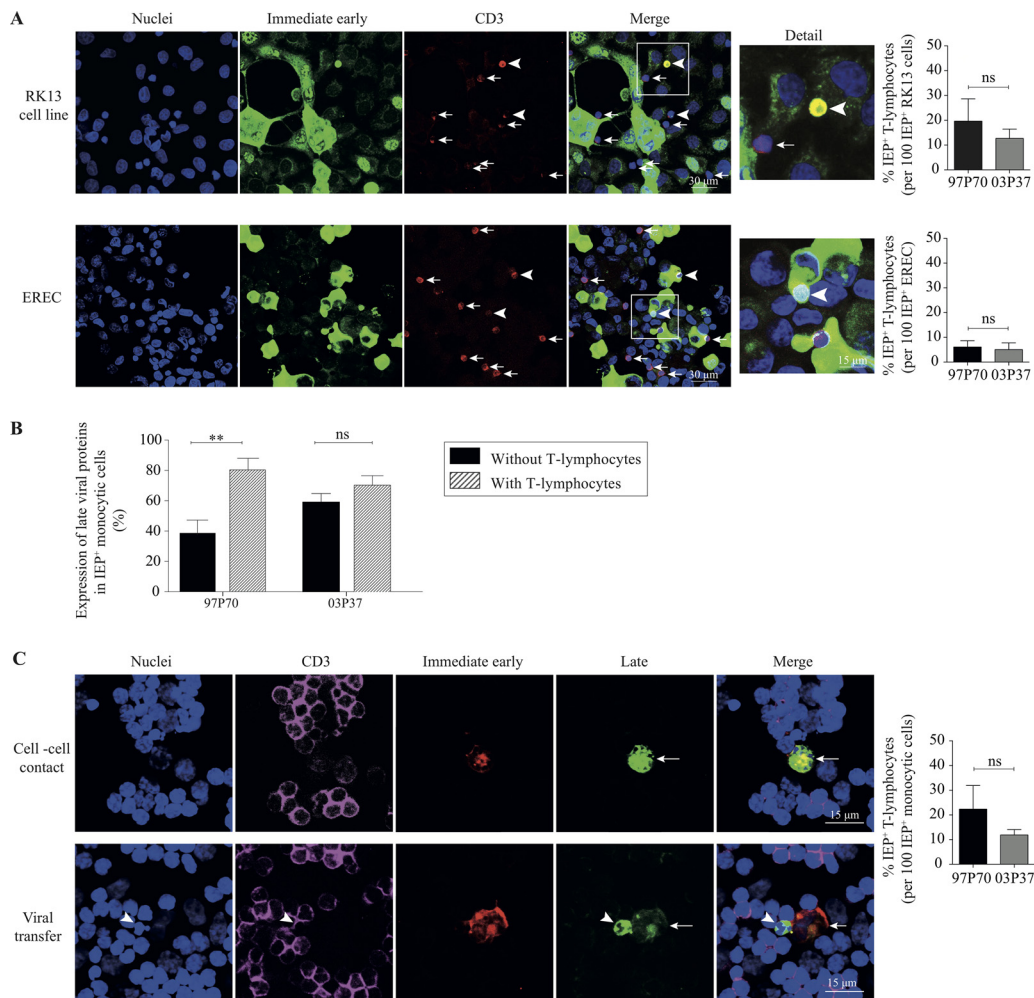 A
Nuclei
Immediate early
CD3
Merge
Detail
RK13
cell line
30 μm
% IEP+ T-lymphocytes
(per 100 IEP+ RK13 cells)
50
40
30
20
10
0
ns
97P70 03P37
EREC
30 μm
15 μm
% IEP+ T-lymphocytes
(per 100 IEP+ EREC)
50
40
30
20
10
0
ns
97P70 03P37
B
Expression of late viral proteins
in IEP+ monocytic cells
(%)
100
80
60
40
20
0
**
ns
97P70
03P37
Without T-lymphocytes
With T-lymphocytes
C
Nuclei
CD3
Immediate early
Late
Merge
Cell -cell
contact
15 μm
Viral
transfer
15 μm
% IEP+ T-lymphocytes
(per 100 IEP+ monocytic cells)
50
40
30
20
10
0
ns
97P70 03P37